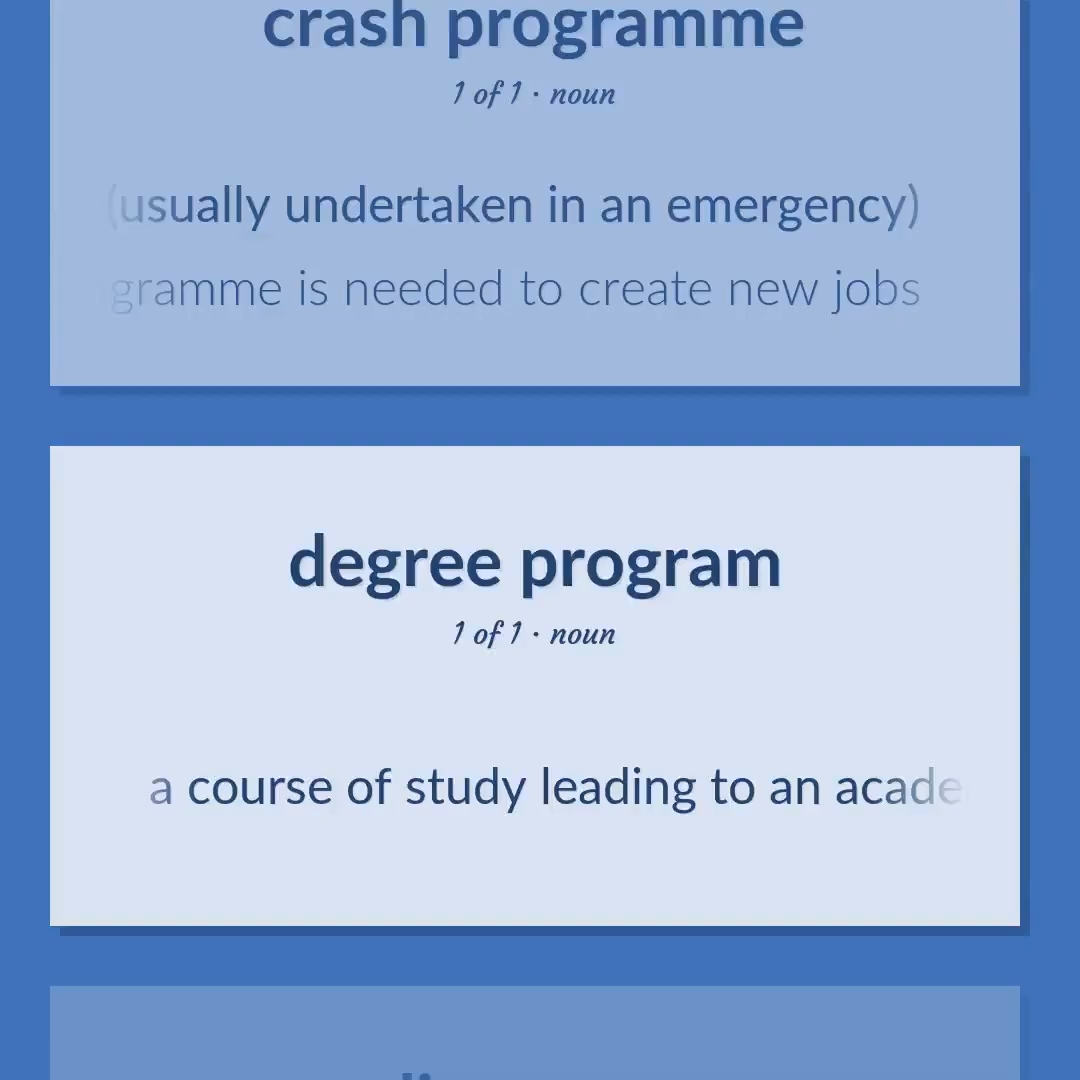 crash programme
1 of 1 · noun
(usually undertaken in an emergency)
gramme is needed to create new jobs
degree program
1 of 1 · noun
a course of study leading to an acade